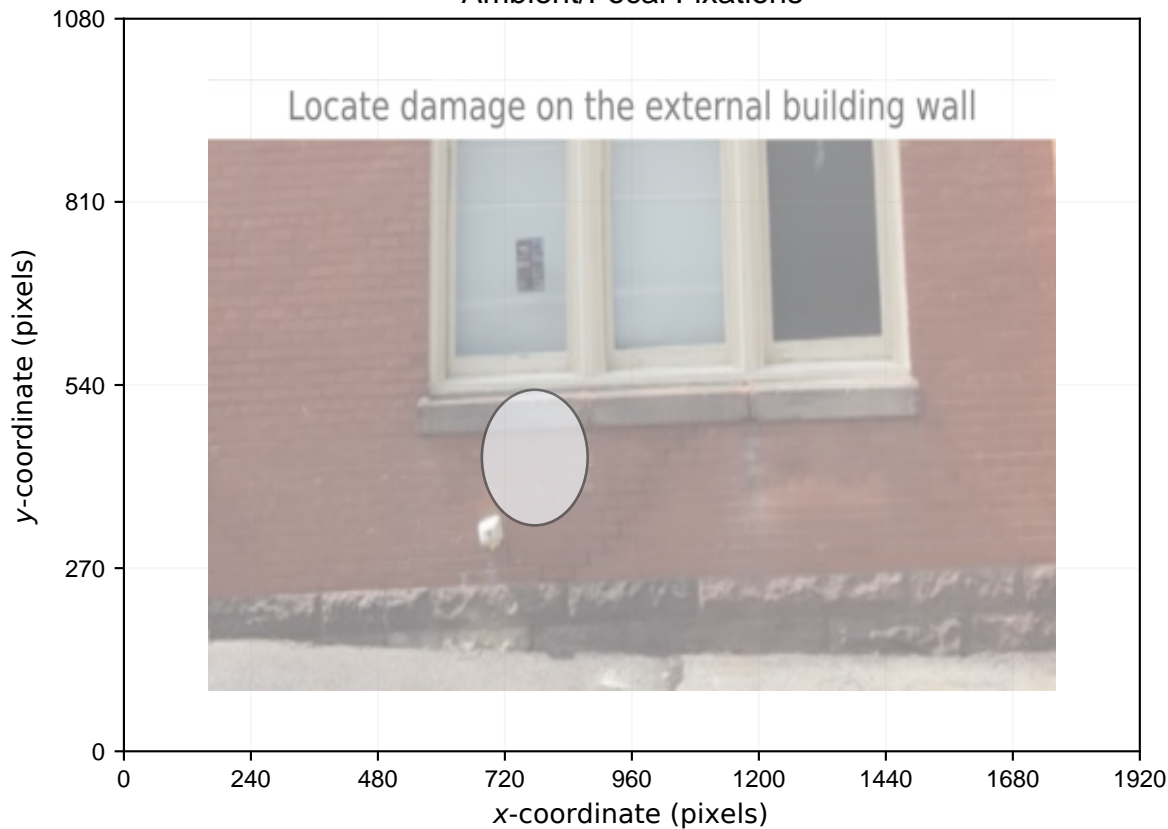 Ambient/Focal Fixations
1080
810
540
270
0
0 240 480 720 960 1200 1440 1680 1920
y-coordinate (pixels)
x-coordinate (pixels)
Locate damage on the external building wall